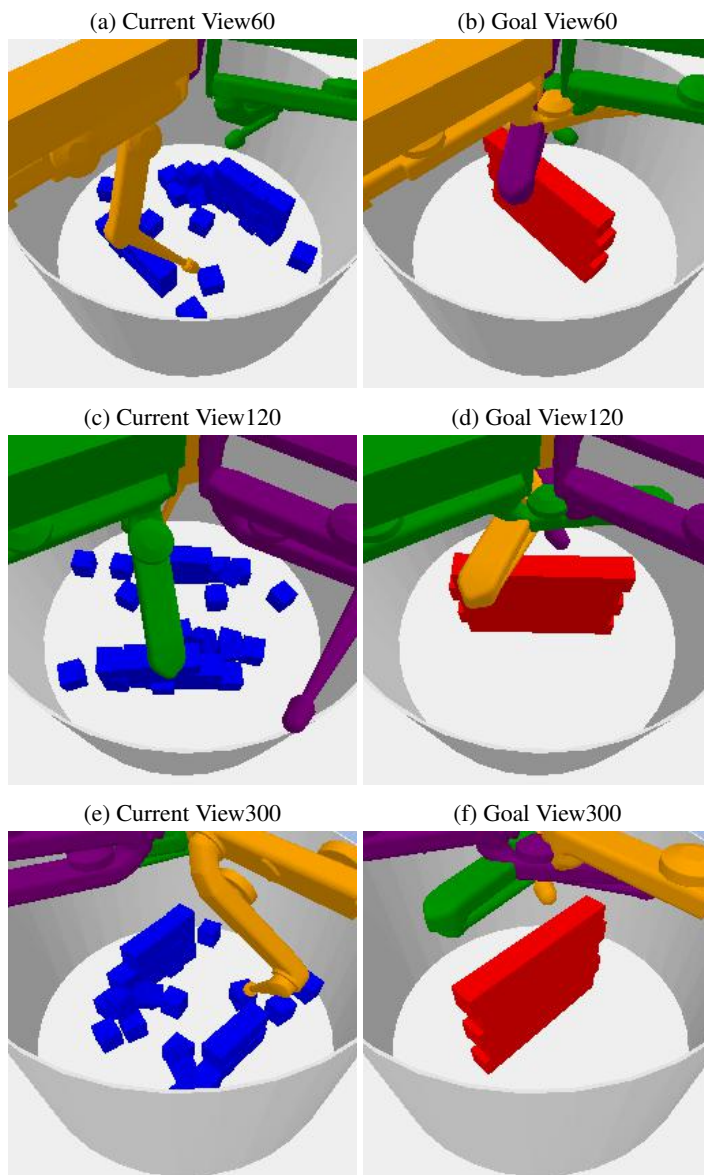 (a) Current View60
(b) Goal View60
(c) Current View120
(d) Goal View120
(e) Current View300
(f) Goal View300